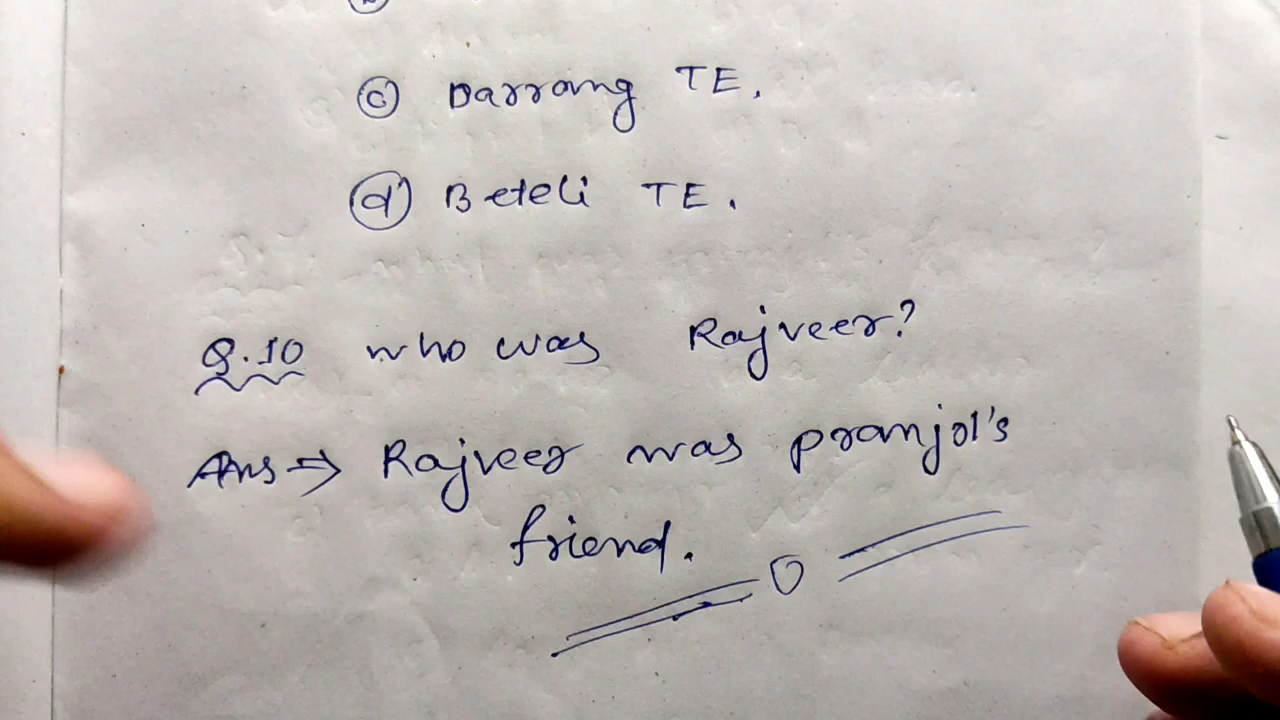 (c) Darrang TE.
(d) Beteli TE.
Q.10 who was Rajveer?
Ans ⇒ Rajveer was pranjol's
friend.